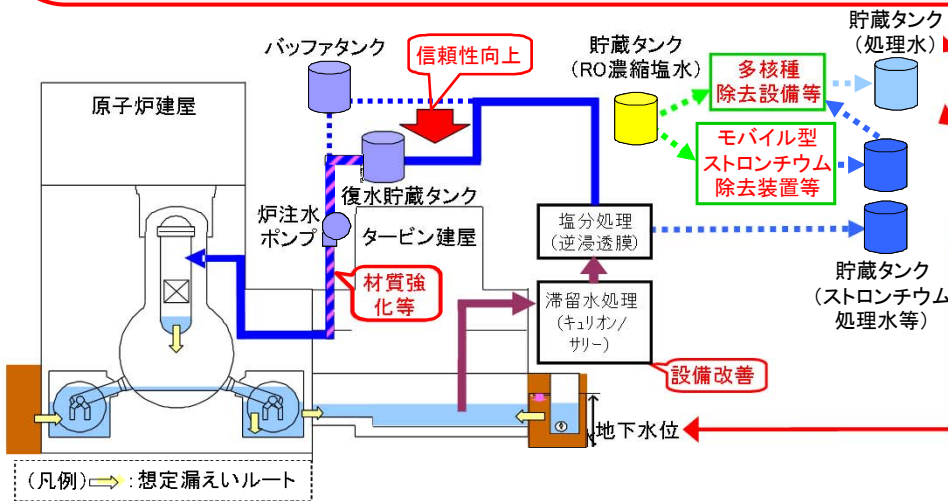 バッファタンク
信頼性向上
貯蔵タンク
(RO濃縮塩水)
多核種
除去設備等
貯蔵タンク
(処理水)
原子炉建屋
モバイル型
ストロンチウム
除去装置等
復水貯蔵タンク
炉注水
ポンプ
タービン建屋
塩分処理
(逆浸透膜)
材質強
化等
滞留水処理
(キュリオン/
サリー)
貯蔵タンク
(ストロンチウム
処理水等)
設備改善
地下水位
(凡例) :想定漏えいルート